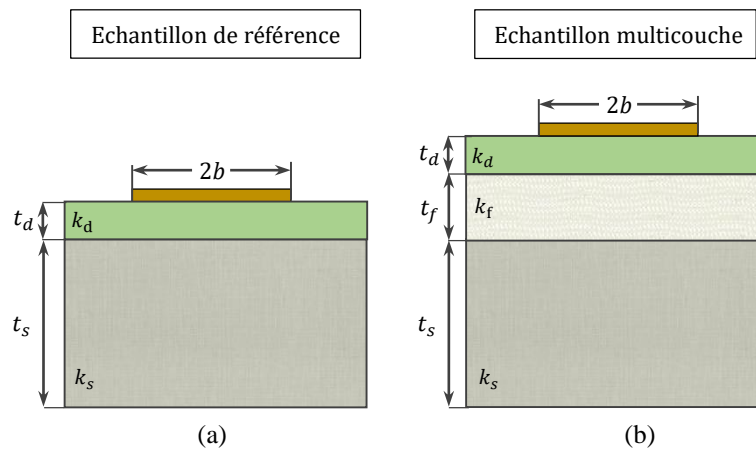 Echantillon de référence
Echantillon multicouche
2b
t_d
k_d
t_s
k_s
(a)
2b
t_d
k_d
t_f
k_f
t_s
k_s
(b)